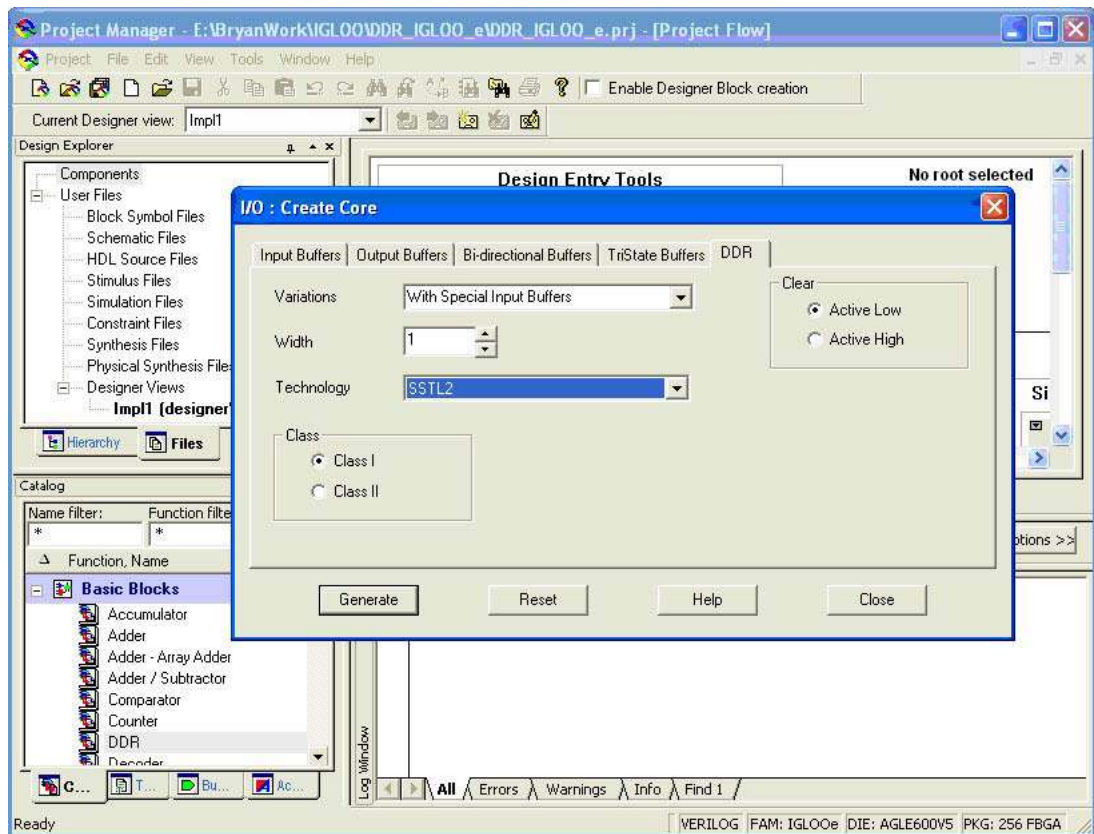 Project Manager - E:\BryanWork\IGLOO\DDR_IGLOO_e\DDR_IGLOO_e.prj - [Project Flow]
Project File Edit View Tools Window Help
Enable Designer Block creation
Current Designer view: Impl1
Design Explorer
Components
User Files
Block Symbol Files
Schematic Files
HDL Source Files
Stimulus Files
Simulation Files
Constraint Files
Synthesis Files
Physical Synthesis File
Designer Views
Impl1 (designer
Hierarchy Files
Design Entry Tools
No root selected
Si
I/O : Create Core
Input Buffers Output Buffers Bi-directional Buffers TriState Buffers DDR
Variations With Special Input Buffers
Width 1
Technology SSTL2
Class
Class I
Class II
Clear
Active Low
Active High
Generate Reset Help Close
Catalog
Name filter: Function filte
* *
Function, Name
Basic Blocks
Accumulator
Adder
Adder - Array Adder
Adder / Subtractor
Comparator
Counter
DDR
Decoder
C... T... Bu... Ac...
ptions >>
Log Window
All Errors Warnings Info Find 1
Ready
VERILOG FAM: IGLOOe DIE: AGLE600V5 PKG: 256 FBGA